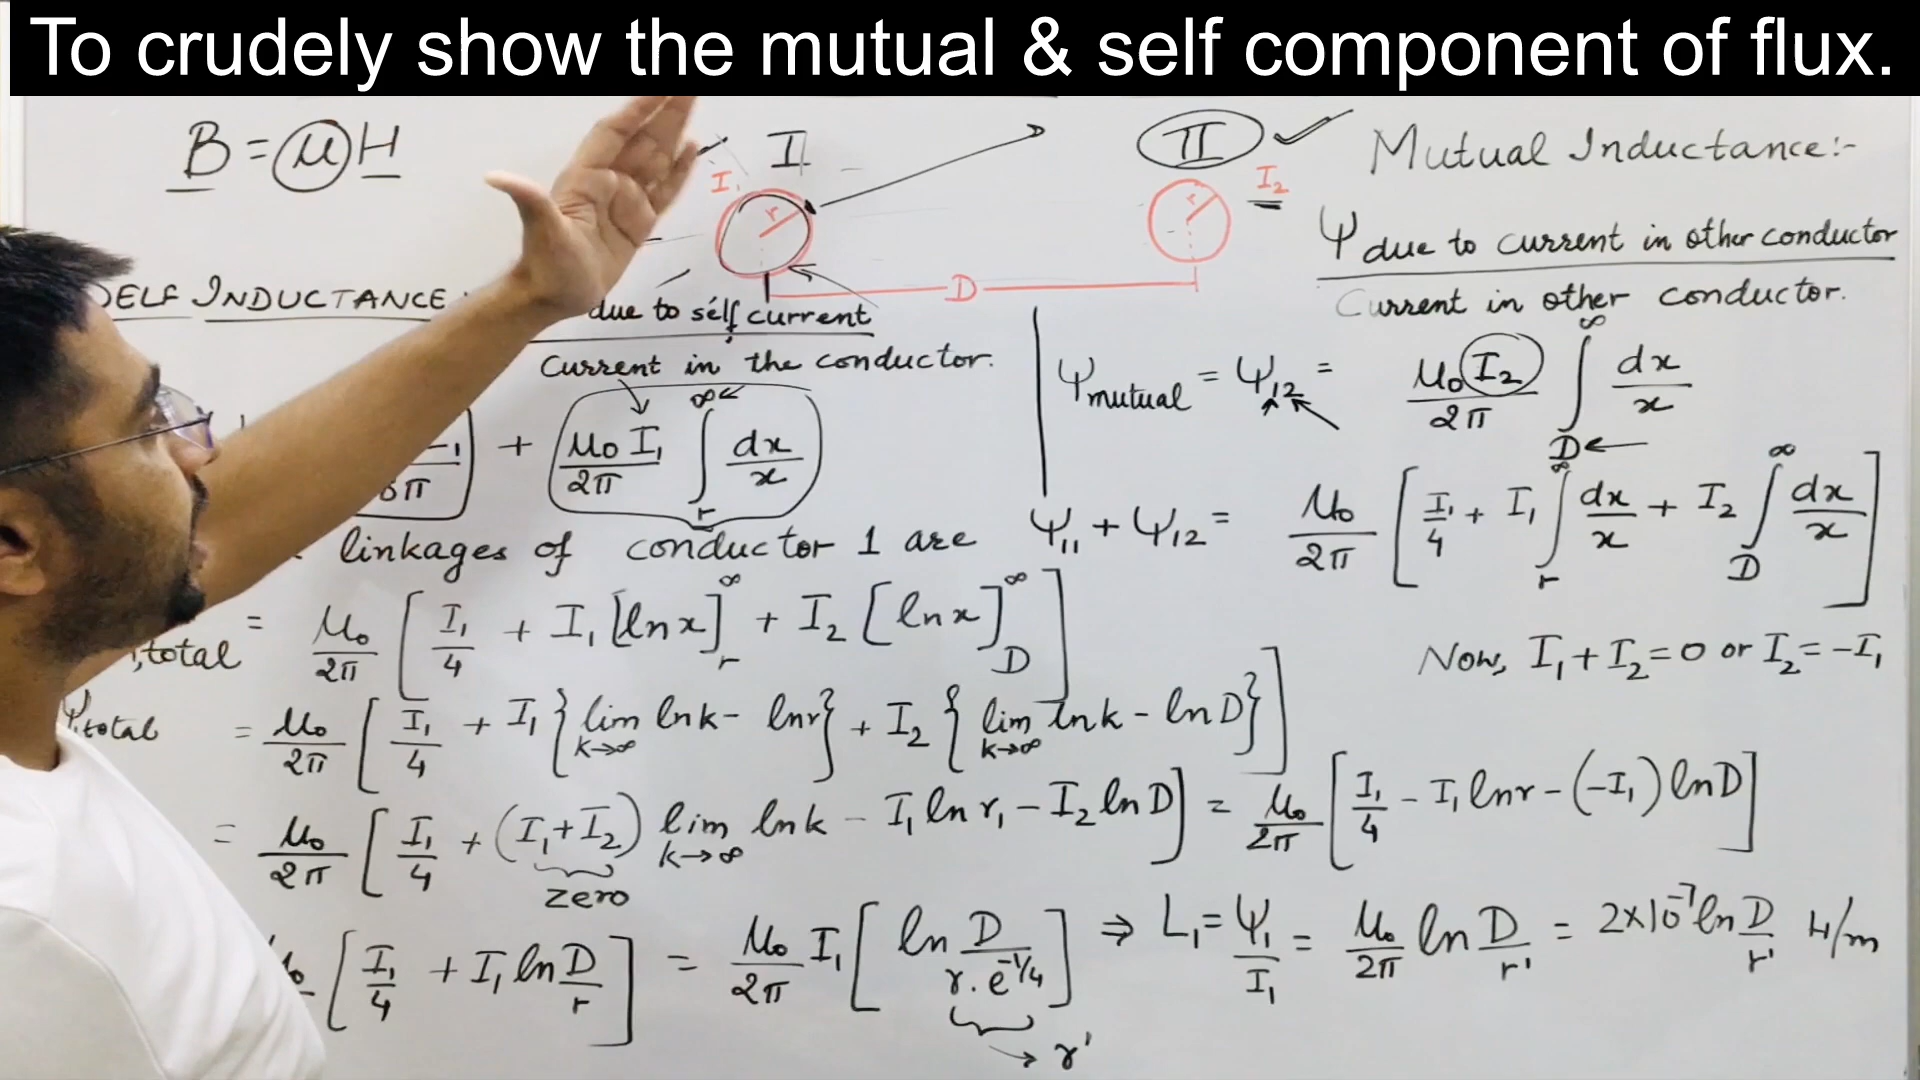 To crudely show the mutual & self component of flux.
B = μH
I
II
Mutual Inductance:-
I₁
r
r
I₂
D
ψ due to current in other conductor
Current in other conductor.
SELF INDUCTANCE
due to self current
Current in the conductor.
8π + μ₀I₁/2π ∫ᵣ^∞ dx/x
ψmutual = ψ₁₂ = μ₀I₂/2π ∫_D^∞ dx/x
linkages of conductor 1 are ψ₁₁ + ψ₁₂ = μ₀/2π [I₁/4 + I₁ ∫ᵣ^∞ dx/x + I₂ ∫_D^∞ dx/x]
total = μ₀/2π [I₁/4 + I₁ [ln x]ᵣ^∞ + I₂ [ln x]_D^∞]
Now, I₁ + I₂ = 0 or I₂ = -I₁
ψtotal = μ₀/2π [I₁/4 + I₁ {lim k→∞ ln k - ln r} + I₂ {lim k→∞ ln k - ln D}]
= μ₀/2π [I₁/4 + (I₁+I₂) lim k→∞ ln k - I₁ ln r₁ - I₂ ln D] = μ₀/2π [I₁/4 - I₁ ln r - (-I₁) ln D]
zero
[I₁/4 + I₁ ln D/r] = μ₀/2π I₁ [ln D/r.e^-1/4] ⇒ L₁ = ψ₁/I₁ = μ₀/2π ln D/r' = 2×10⁻⁷ ln D/r' H/m
→ r'